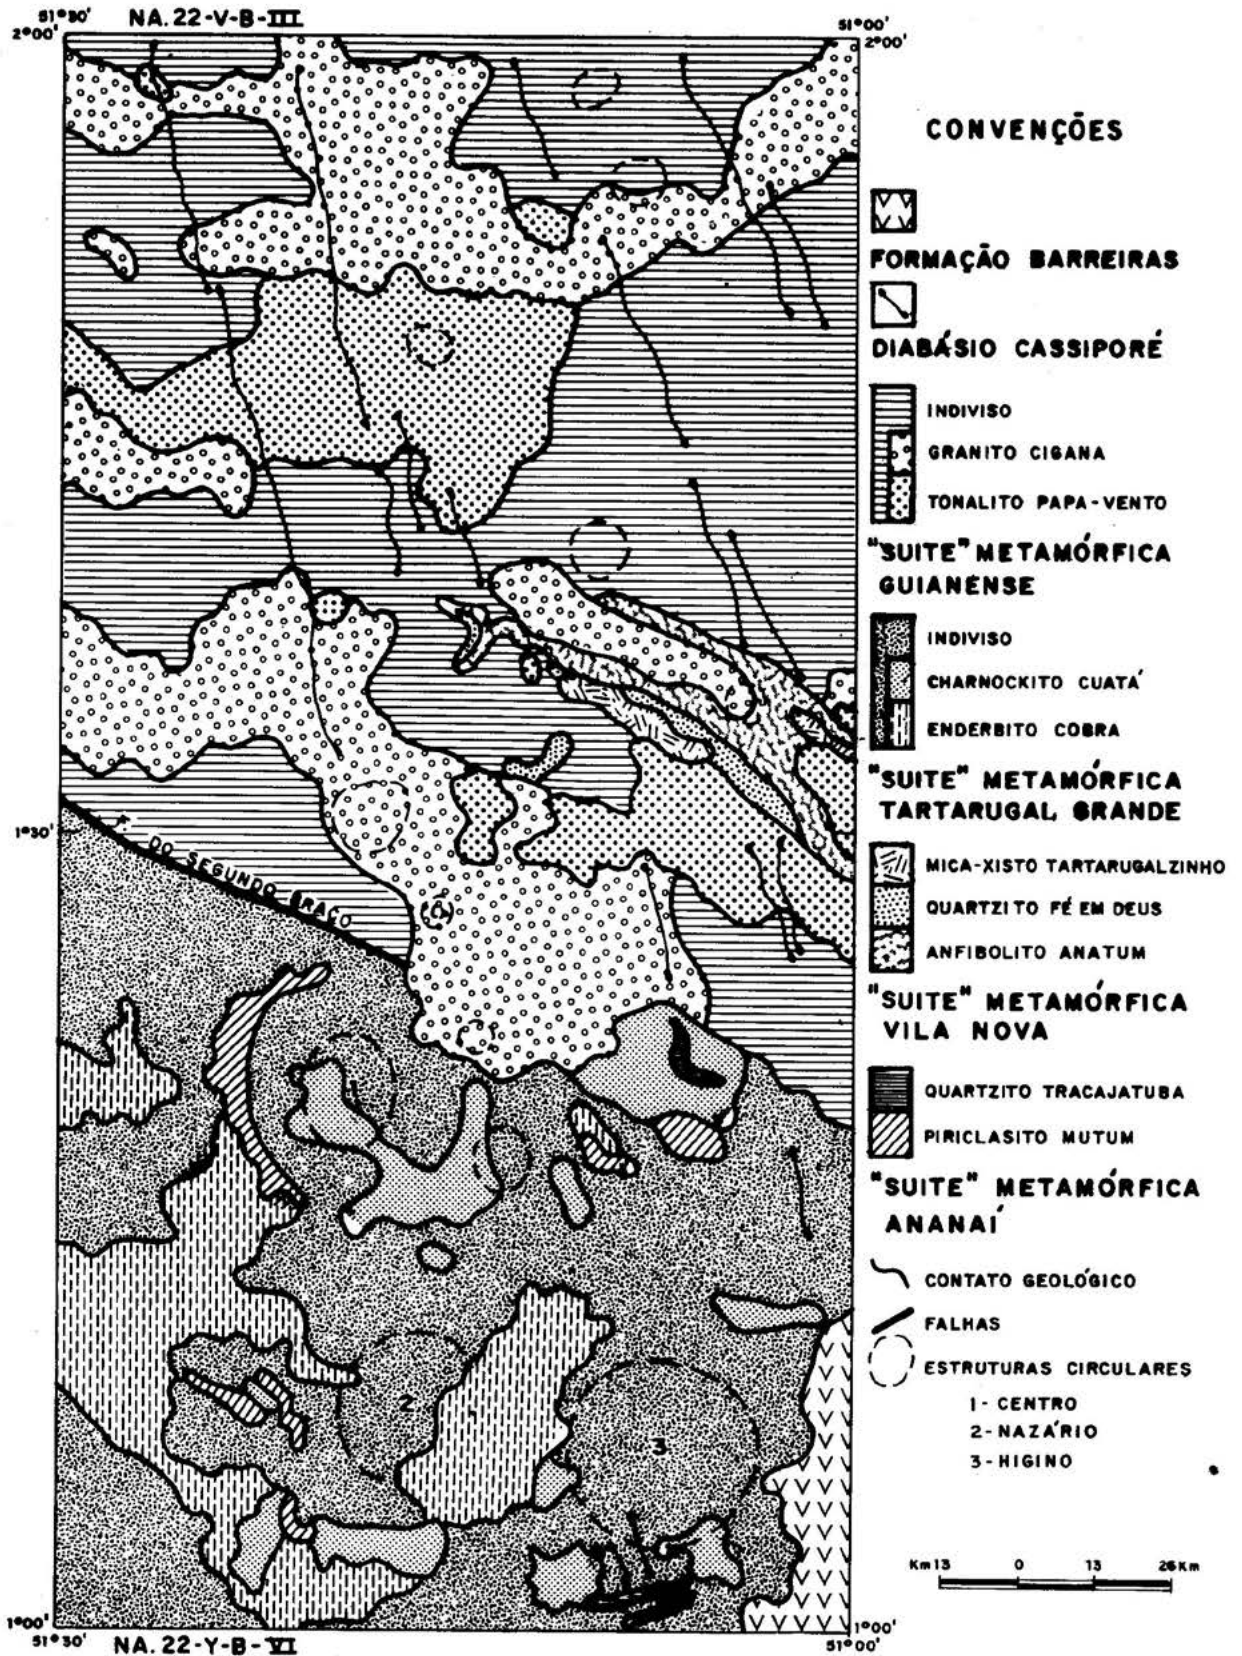 51°30'
NA.22-V-B-III
51°00'
2°00'
2°00'
CONVENÇÕES
FORMAÇÃO BARREIRAS
DIABÁSIO CASSIPORÉ
INDIVISO
GRANITO CIGANA
TONALITO PAPA-VENTO
"SUITE" METAMÓRFICA
GUIANENSE
INDIVISO
CHARNOCKITO CUATÁ
ENDERBITO COBRA
"SUITE" METAMÓRFICA
TARTARUGAL GRANDE
1°30'
F. DO SEGUNDO BRAÇO
MICA-XISTO TARTARUGALZINHO
QUARTZITO FÉ EM DEUS
1
ANFIBOLITO ANATUM
"SUITE" METAMÓRFICA
VILA NOVA
QUARTZITO TRACAJATUBA
PIRICLASITO MUTUM
"SUITE" METAMÓRFICA
ANANAÍ
CONTATO GEOLÓGICO
FALHAS
ESTRUTURAS CIRCULARES
1- CENTRO
2-NAZÁRIO
3-HIGINO
2
3
Km 13 0 13 26 Km
1°00'
1°00'
51°30'
NA. 22-Y-B-VI
51°00'